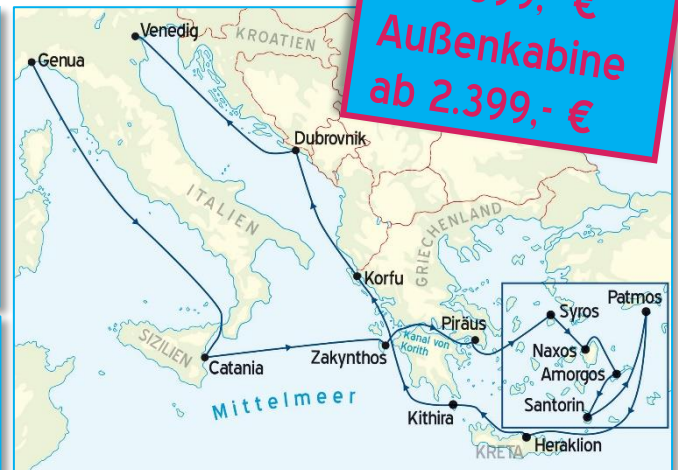 Außenkabine
ab 2.399,- €
Venedig
KROATIEN
Genua
Dubrovnik
ITALIEN
GRIECHENLAND
Korfu
Patmos
Syros
Piräus
Kanal von
Korith
Naxos
SIZILIEN
Zakynthos
Catania
Amorgos
Santorin
Mittelmeer
Kithira
Heraklion
KRETA